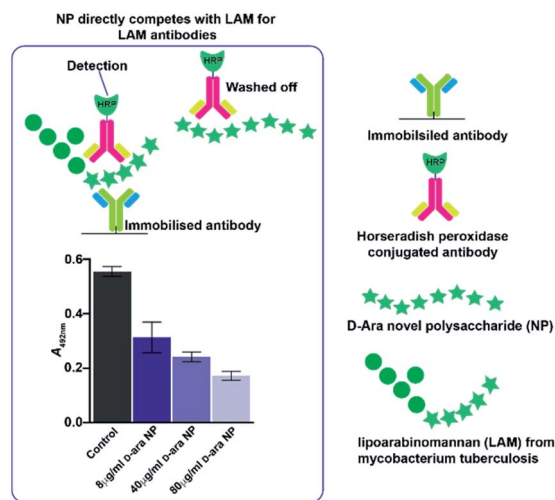 NP directly competes with LAM for
LAM antibodies
Detection
HRP
HRP
Washed off
Immobilised antibody
0.6
0.4
0.2
0.0
A492nm
Control
8μg/ml D-ara NP
40μg/ml D-ara NP
80μg/ml D-ara NP
Immobilsiled antibody
HRP
Horseradish peroxidase
conjugated antibody
D-Ara novel polysaccharide (NP)
lipoarabinomannan (LAM) from
mycobacterium tuberculosis